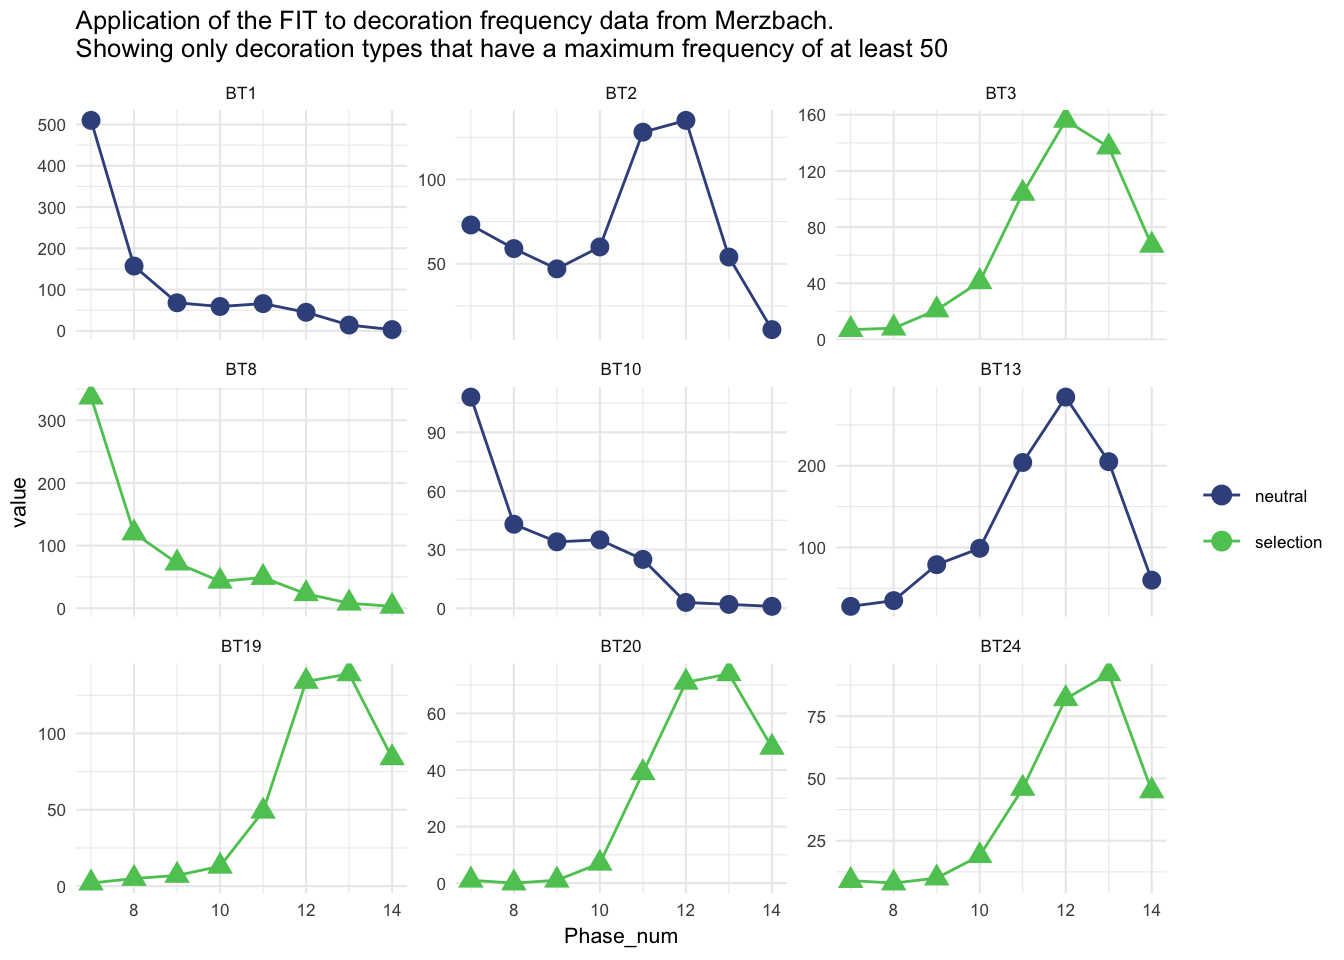 Application of the FIT to decoration frequency data from Merzbach.
Showing only decoration types that have a maximum frequency of at least 50
BT1
BT2
BT3
500
400
300
200
100
0
100
50
160
120
80
40
0
BT8
BT10
BT13
300
200
100
0
90
60
30
0
200
100
value
neutral
selection
BT19
BT20
BT24
100
50
0
60
40
20
0
75
50
25
8 10 12 14
8 10 12 14
8 10 12 14
Phase_num